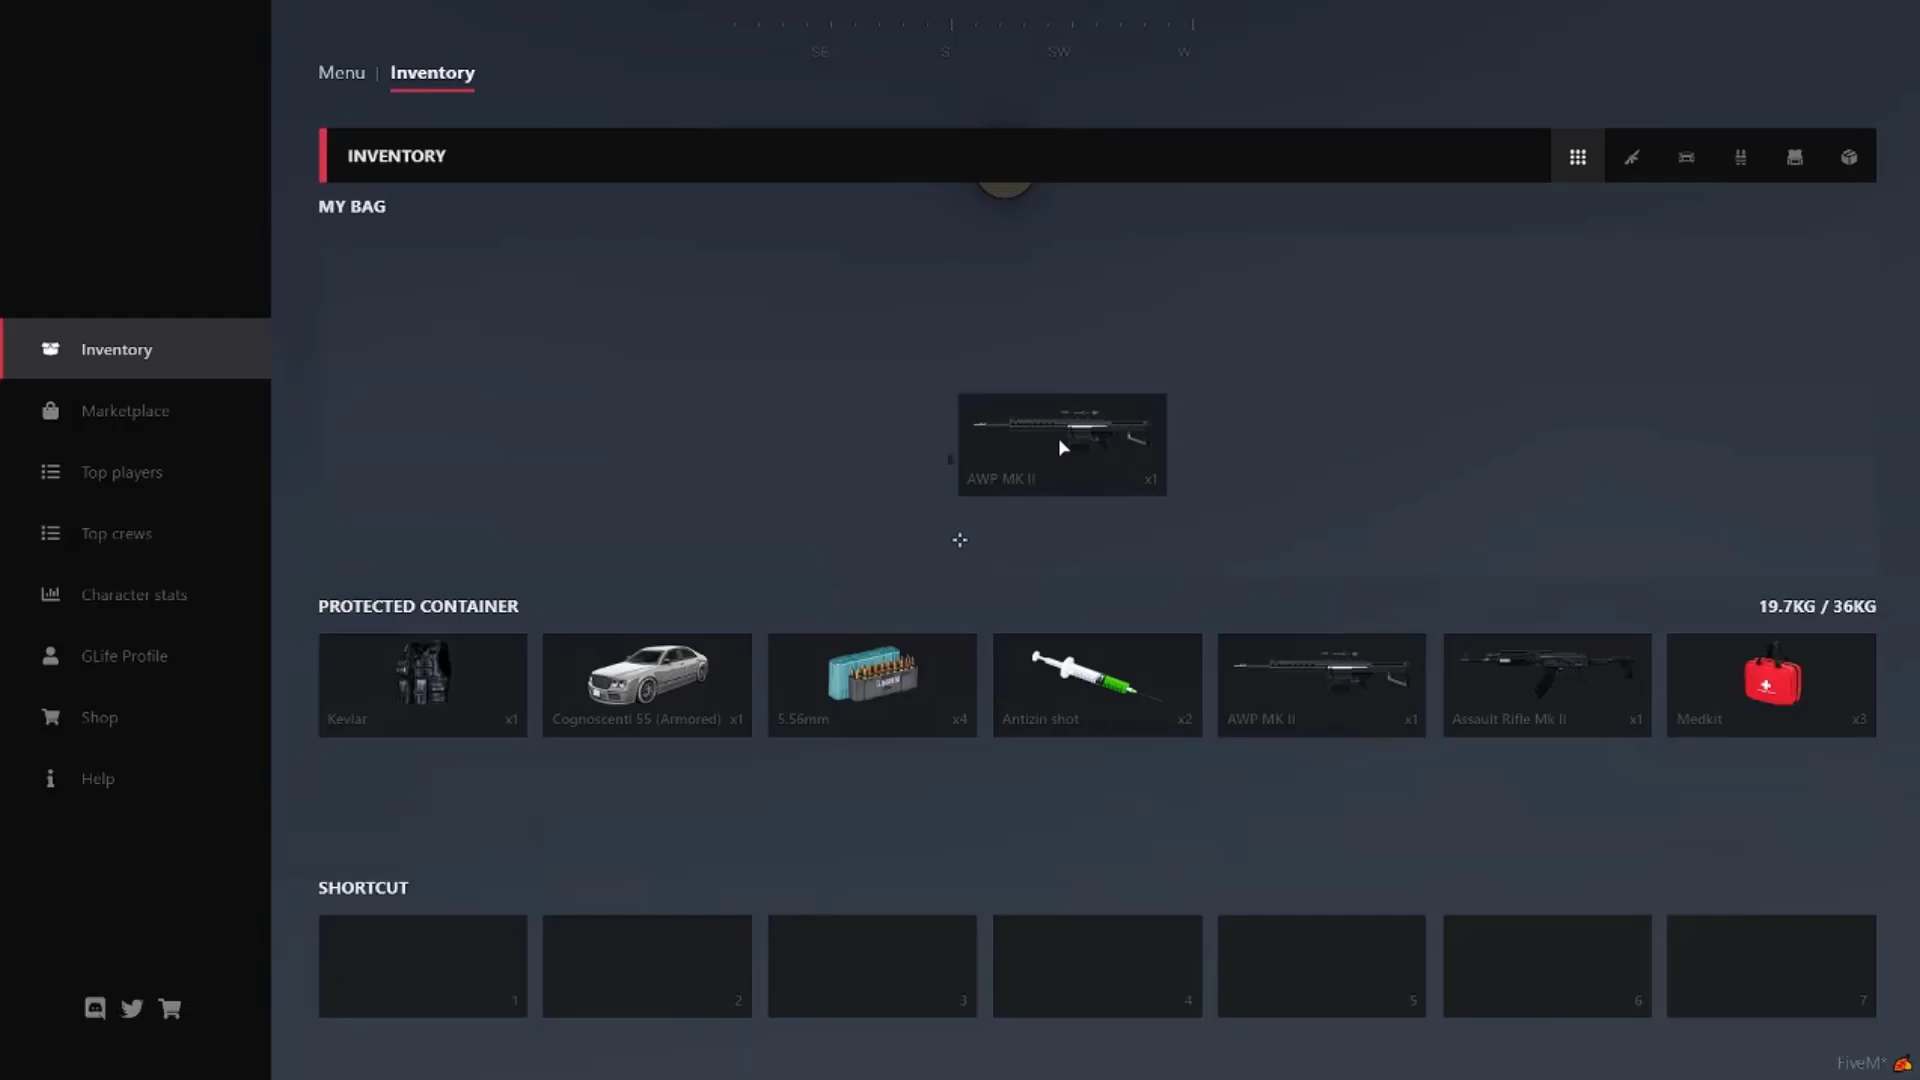 SE S SW W
Menu | Inventory
INVENTORY
MY BAG
Inventory
Marketplace
Top players
Top crews
Character stats
GLife Profile
Shop
Help
AWP MK II x1
PROTECTED CONTAINER 19.7KG / 36KG
Kevlar x1
Cognoscenti 55 (Armored) x1
5.56mm x4
Antizin shot x2
AWP MK II x1
Assault Rifle Mk II x1
Medkit x3
SHORTCUT
1 2 3 4 5 6 7
FiveM*